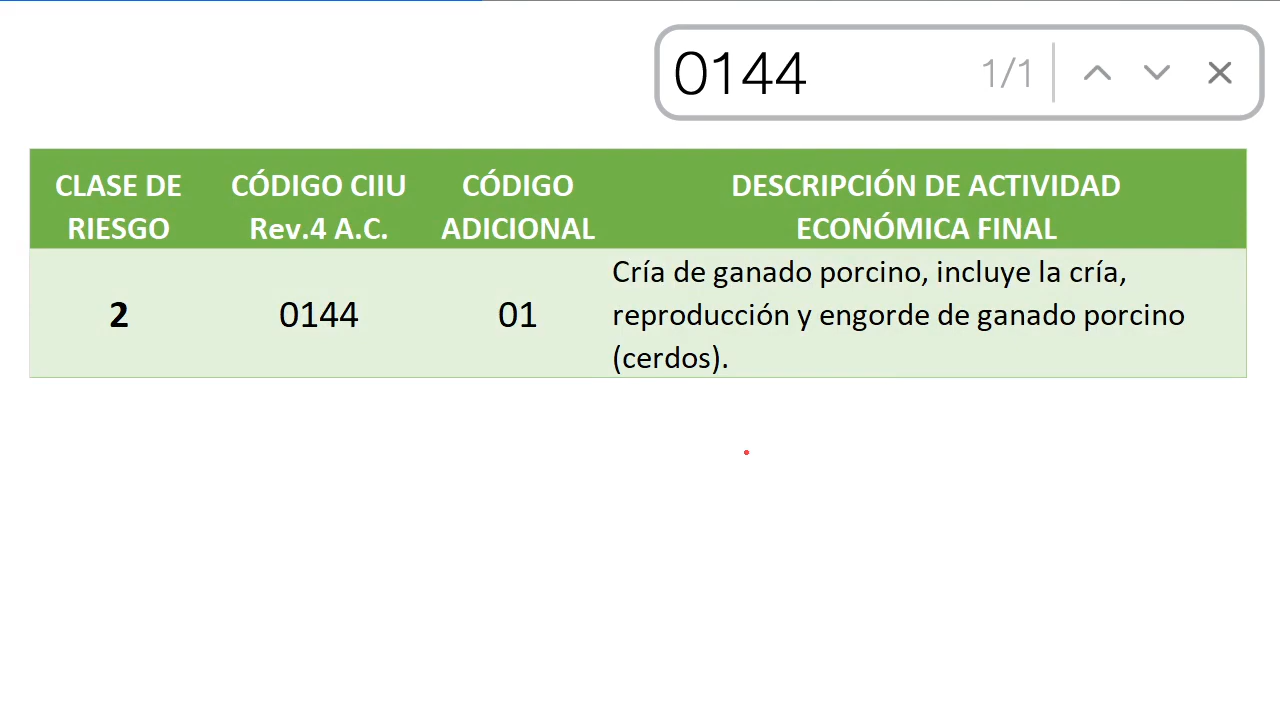 0144 1/1
CLASE DE RIESGO
CÓDIGO CIIU Rev.4 A.C.
CÓDIGO ADICIONAL
DESCRIPCIÓN DE ACTIVIDAD ECONÓMICA FINAL
2
0144
01
Cría de ganado porcino, incluye la cría,
reproducción y engorde de ganado porcino
(cerdos).